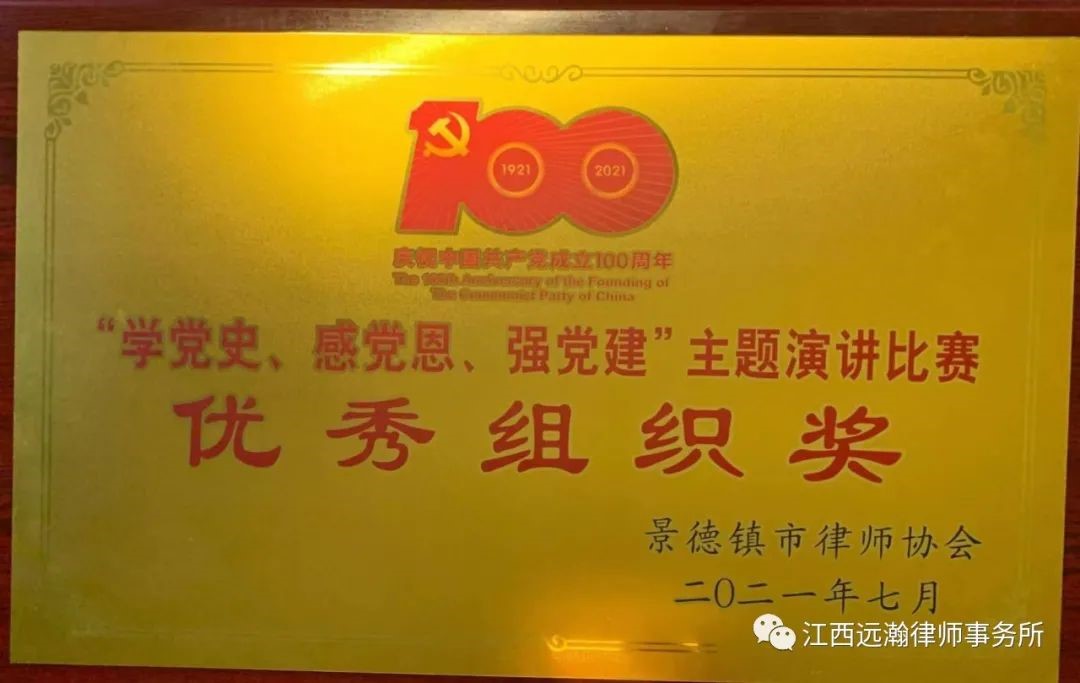 100
1921
2021
庆祝中国共产党成立100周年
The 100th Anniversary of the Founding of
The Communist Party of China
“学党史、感党恩、强党建”主题演讲比赛
优秀组织奖
景德镇市律师协会
二〇二一年七月
江西远瀚律师事务所